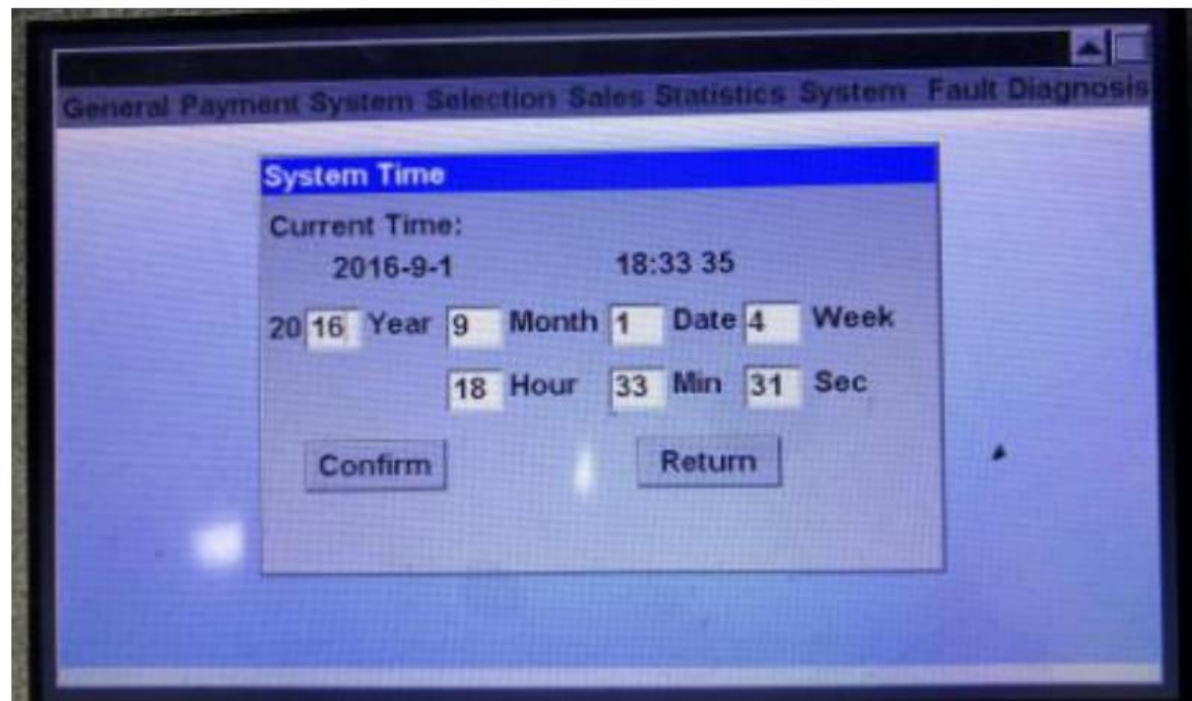 General Payment System Selection Sales Statistics System Fault Diagnosis
System Time
Current Time:
2016-9-1 18:33 35
20 16 Year 9 Month 1 Date 4 Week
18 Hour 33 Min 31 Sec
Confirm Return